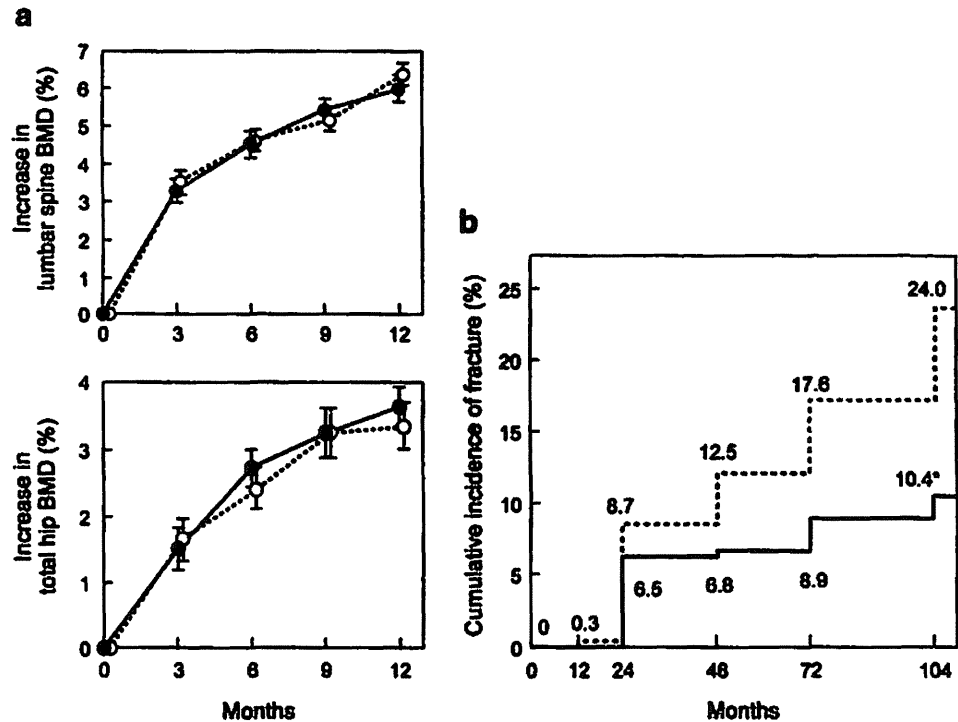 a
Increase in
lumbar spine BMD (%)
7
6
5
4
3
2
1
0
0 3 6 9 12
Increase in
total hip BMD (%)
4
3
2
1
0
0 3 6 9 12
Months
b
Cumulative incidence of fracture (%)
25
20
15
10
5
0
24.0
17.6
12.5
10.4*
8.7
6.5 6.8 8.9
0 0.3
0 12 24 48 72 104
Months